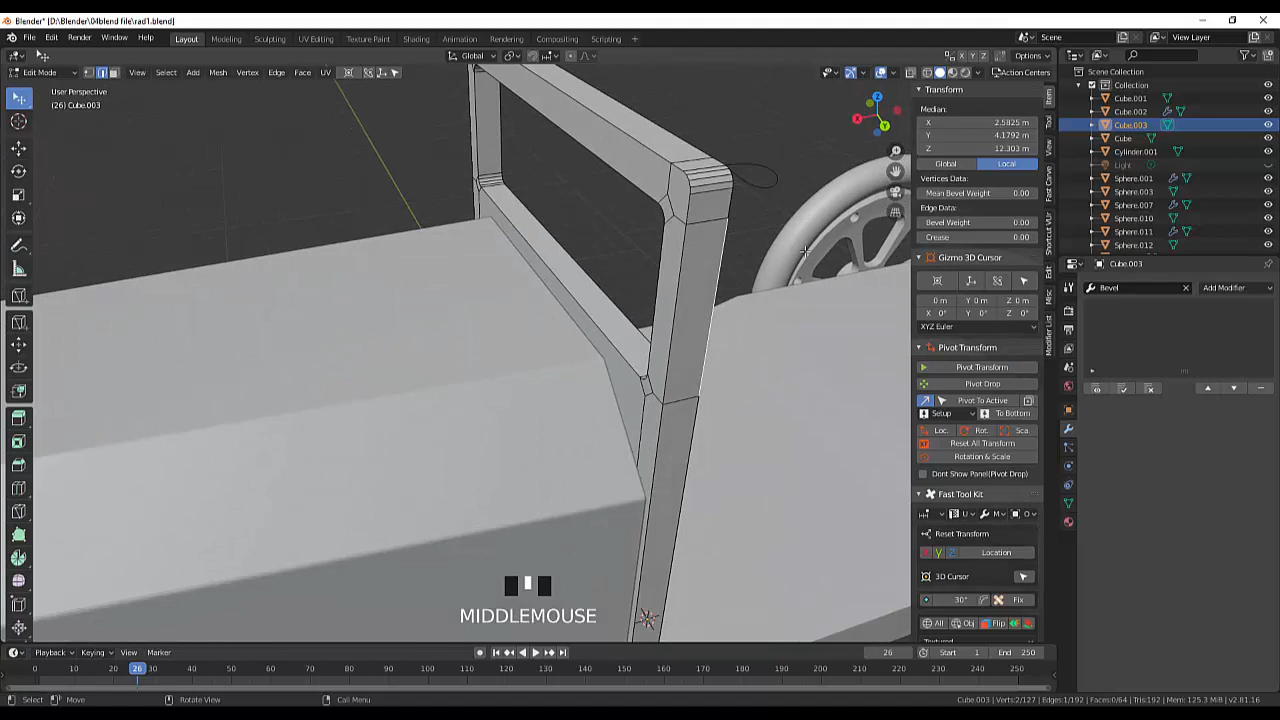 Blender* [D:\Blender\04blend file\rad1.blend]
File Edit Render Window Help Layout Modeling Sculpting UV Editing Texture Paint Shading Animation Rendering Compositing Scripting + Scene View Layer
Global Options
Edit Mode View Select Add Mesh Vertex Edge Face UV Action Centers
User Perspective
(26) Cube.003
X
Y
Z
MIDDLEMOUSE
Transform
Median:
X 2.5825 m
Y 4.1792 m
Z 12.303 m
Global Local
Vertices Data:
Mean Bevel Weight 0.00
Edge Data:
Bevel Weight 0.00
Crease 0.00
Gizmo 3D Cursor
0 m Y 0 m Z 0 m
X 0° Y 0° Z 0°
XYZ Euler
Pivot Transform
Pivot Transform
Pivot Drop
Pivot To Active
Setup To Bottom
Loc. Rot. Sca.
Reset All Transform
Rotation & Scale
Dont Show Panel(Pivot Drop)
Fast Tool Kit
U M O
Reset Transform
X Y Z Location
3D Cursor
30° Fix
All Obj Flip
Item
Tool
View
Fast Carve
Shortcut VUr
Edit
Misc
Modifier List
Scene Collection
Collection
Cube.001
Cube.002
Cube.003
Cube
Cylinder.001
Light
Sphere.001
Sphere.003
Sphere.007
Sphere.010
Sphere.011
Sphere.012
Cube.003
Bevel Add Modifier
Playback Keying View Marker 26 Start 1 End 250
0 10 20 26 30 40 50 60 70 80 90 100 110 120 130 140 150 160 170 180 190 200 210 220 230 240 250
Select Move Rotate View Call Menu Cube.003 | Verts:2/127 | Edges:1/192 | Faces:0/64 | Tris:192 | Mem: 125.3 MiB | v2.81.16